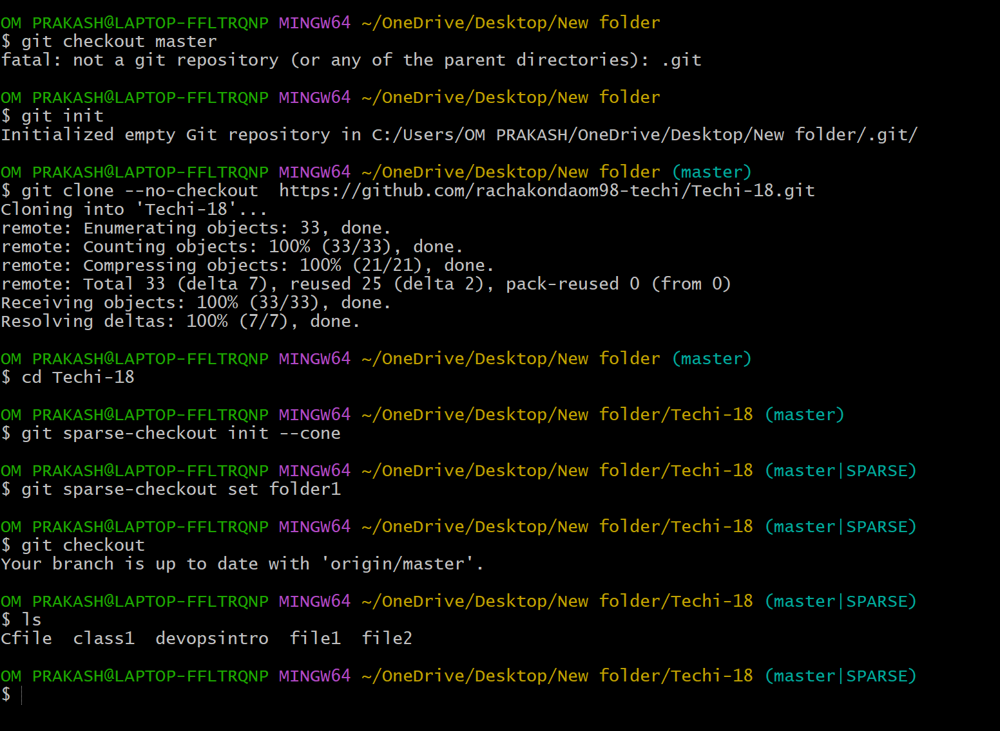 OM PRAKASH@LAPTOP-FFLTRQNP MINGW64 ~/OneDrive/Desktop/New folder
$ git checkout master
fatal: not a git repository (or any of the parent directories): .git
OM PRAKASH@LAPTOP-FFLTRQNP MINGW64 ~/OneDrive/Desktop/New folder
$ git init
Initialized empty Git repository in C:/Users/OM PRAKASH/OneDrive/Desktop/New folder/.git/
OM PRAKASH@LAPTOP-FFLTRQNP MINGW64 ~/OneDrive/Desktop/New folder (master)
$ git clone --no-checkout  https://github.com/rachakondaom98-techi/Techi-18.git
Cloning into 'Techi-18'...
remote: Enumerating objects: 33, done.
remote: Counting objects: 100% (33/33), done.
remote: Compressing objects: 100% (21/21), done.
remote: Total 33 (delta 7), reused 25 (delta 2), pack-reused 0 (from 0)
Receiving objects: 100% (33/33), done.
Resolving deltas: 100% (7/7), done.
OM PRAKASH@LAPTOP-FFLTRQNP MINGW64 ~/OneDrive/Desktop/New folder (master)
$ cd Techi-18
OM PRAKASH@LAPTOP-FFLTRQNP MINGW64 ~/OneDrive/Desktop/New folder/Techi-18 (master)
$ git sparse-checkout init --cone
OM PRAKASH@LAPTOP-FFLTRQNP MINGW64 ~/OneDrive/Desktop/New folder/Techi-18 (master|SPARSE)
$ git sparse-checkout set folder1
OM PRAKASH@LAPTOP-FFLTRQNP MINGW64 ~/OneDrive/Desktop/New folder/Techi-18 (master|SPARSE)
$ git checkout
Your branch is up to date with 'origin/master'.
OM PRAKASH@LAPTOP-FFLTRQNP MINGW64 ~/OneDrive/Desktop/New folder/Techi-18 (master|SPARSE)
$ ls
Cfile  class1  devopsintro  file1  file2
OM PRAKASH@LAPTOP-FFLTRQNP MINGW64 ~/OneDrive/Desktop/New folder/Techi-18 (master|SPARSE)
$